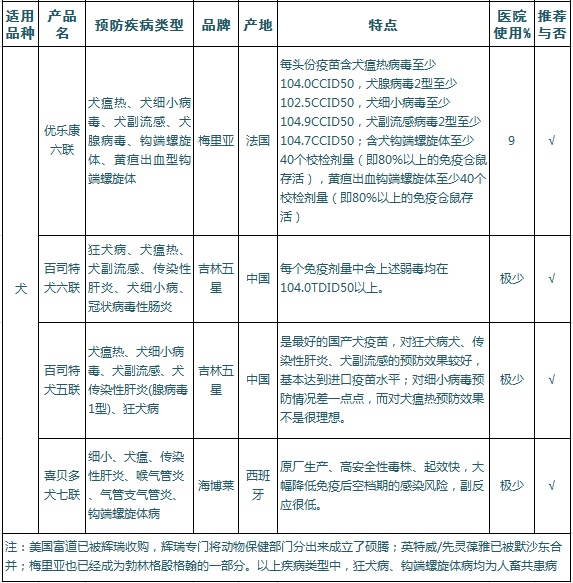 适用
品种
产品
名
预防疾病类型
品牌
产地
特点
医院
使用%
推荐
与否
犬
优乐康
六联
犬瘟热、犬细小病
毒、犬副流感、犬
腺病毒、钩端螺旋
体、黄疸出血型钩
端螺旋体
梅里亚
法国
每头份疫苗含犬瘟热病毒至少
104.0CCID50，犬腺病毒2型至少
102.5CCID50，犬细小病毒至少
104.9CCID50，犬副流感病毒2型至少
104.7CCID50；含犬钩端螺旋体至少
40个校检剂量（即80%以上的免疫仓鼠
存活），黄疸出血钩端螺旋体至少40个
校检剂量（即80%以上的免疫仓鼠存
活）
9
√
百司特
犬六联
狂犬病、犬瘟热、
犬副流感、传染性
肝炎、犬细小病、
冠状病毒性肠炎
吉林五
星
中国
每个免疫剂量中含上述弱毒均在
104.0TDID50以上。
极少
√
百司特
犬五联
犬瘟热、犬细小病
毒、犬副流感、犬
传染性肝炎(腺病毒
1型)、狂犬病
吉林五
星
中国
是最好的国产犬疫苗，对狂犬病犬、传
染性肝炎、犬副流感的预防效果较好，
基本达到进口疫苗水平；对细小病毒预
防情况差一点点，而对犬瘟热预防效果
不是很理想。
极少
√
喜贝多
犬七联
细小、犬瘟、传染
性肝炎、喉气管炎
、气管支气管炎、
钩端螺旋体病
海博莱
西班
牙
原厂生产、高安全性毒株、起效快，大
幅降低免疫后空档期的感染风险，副反
应很低。
极少
√
注：美国富道已被辉瑞收购，辉瑞专门将动物保健部门分出来成立了硕腾；英特威/先灵葆雅已被默沙东合
并；梅里亚也已经成为勃林格殷格翰的一部分。以上疾病类型中，狂犬病、钩端螺旋体病均为人畜共患病